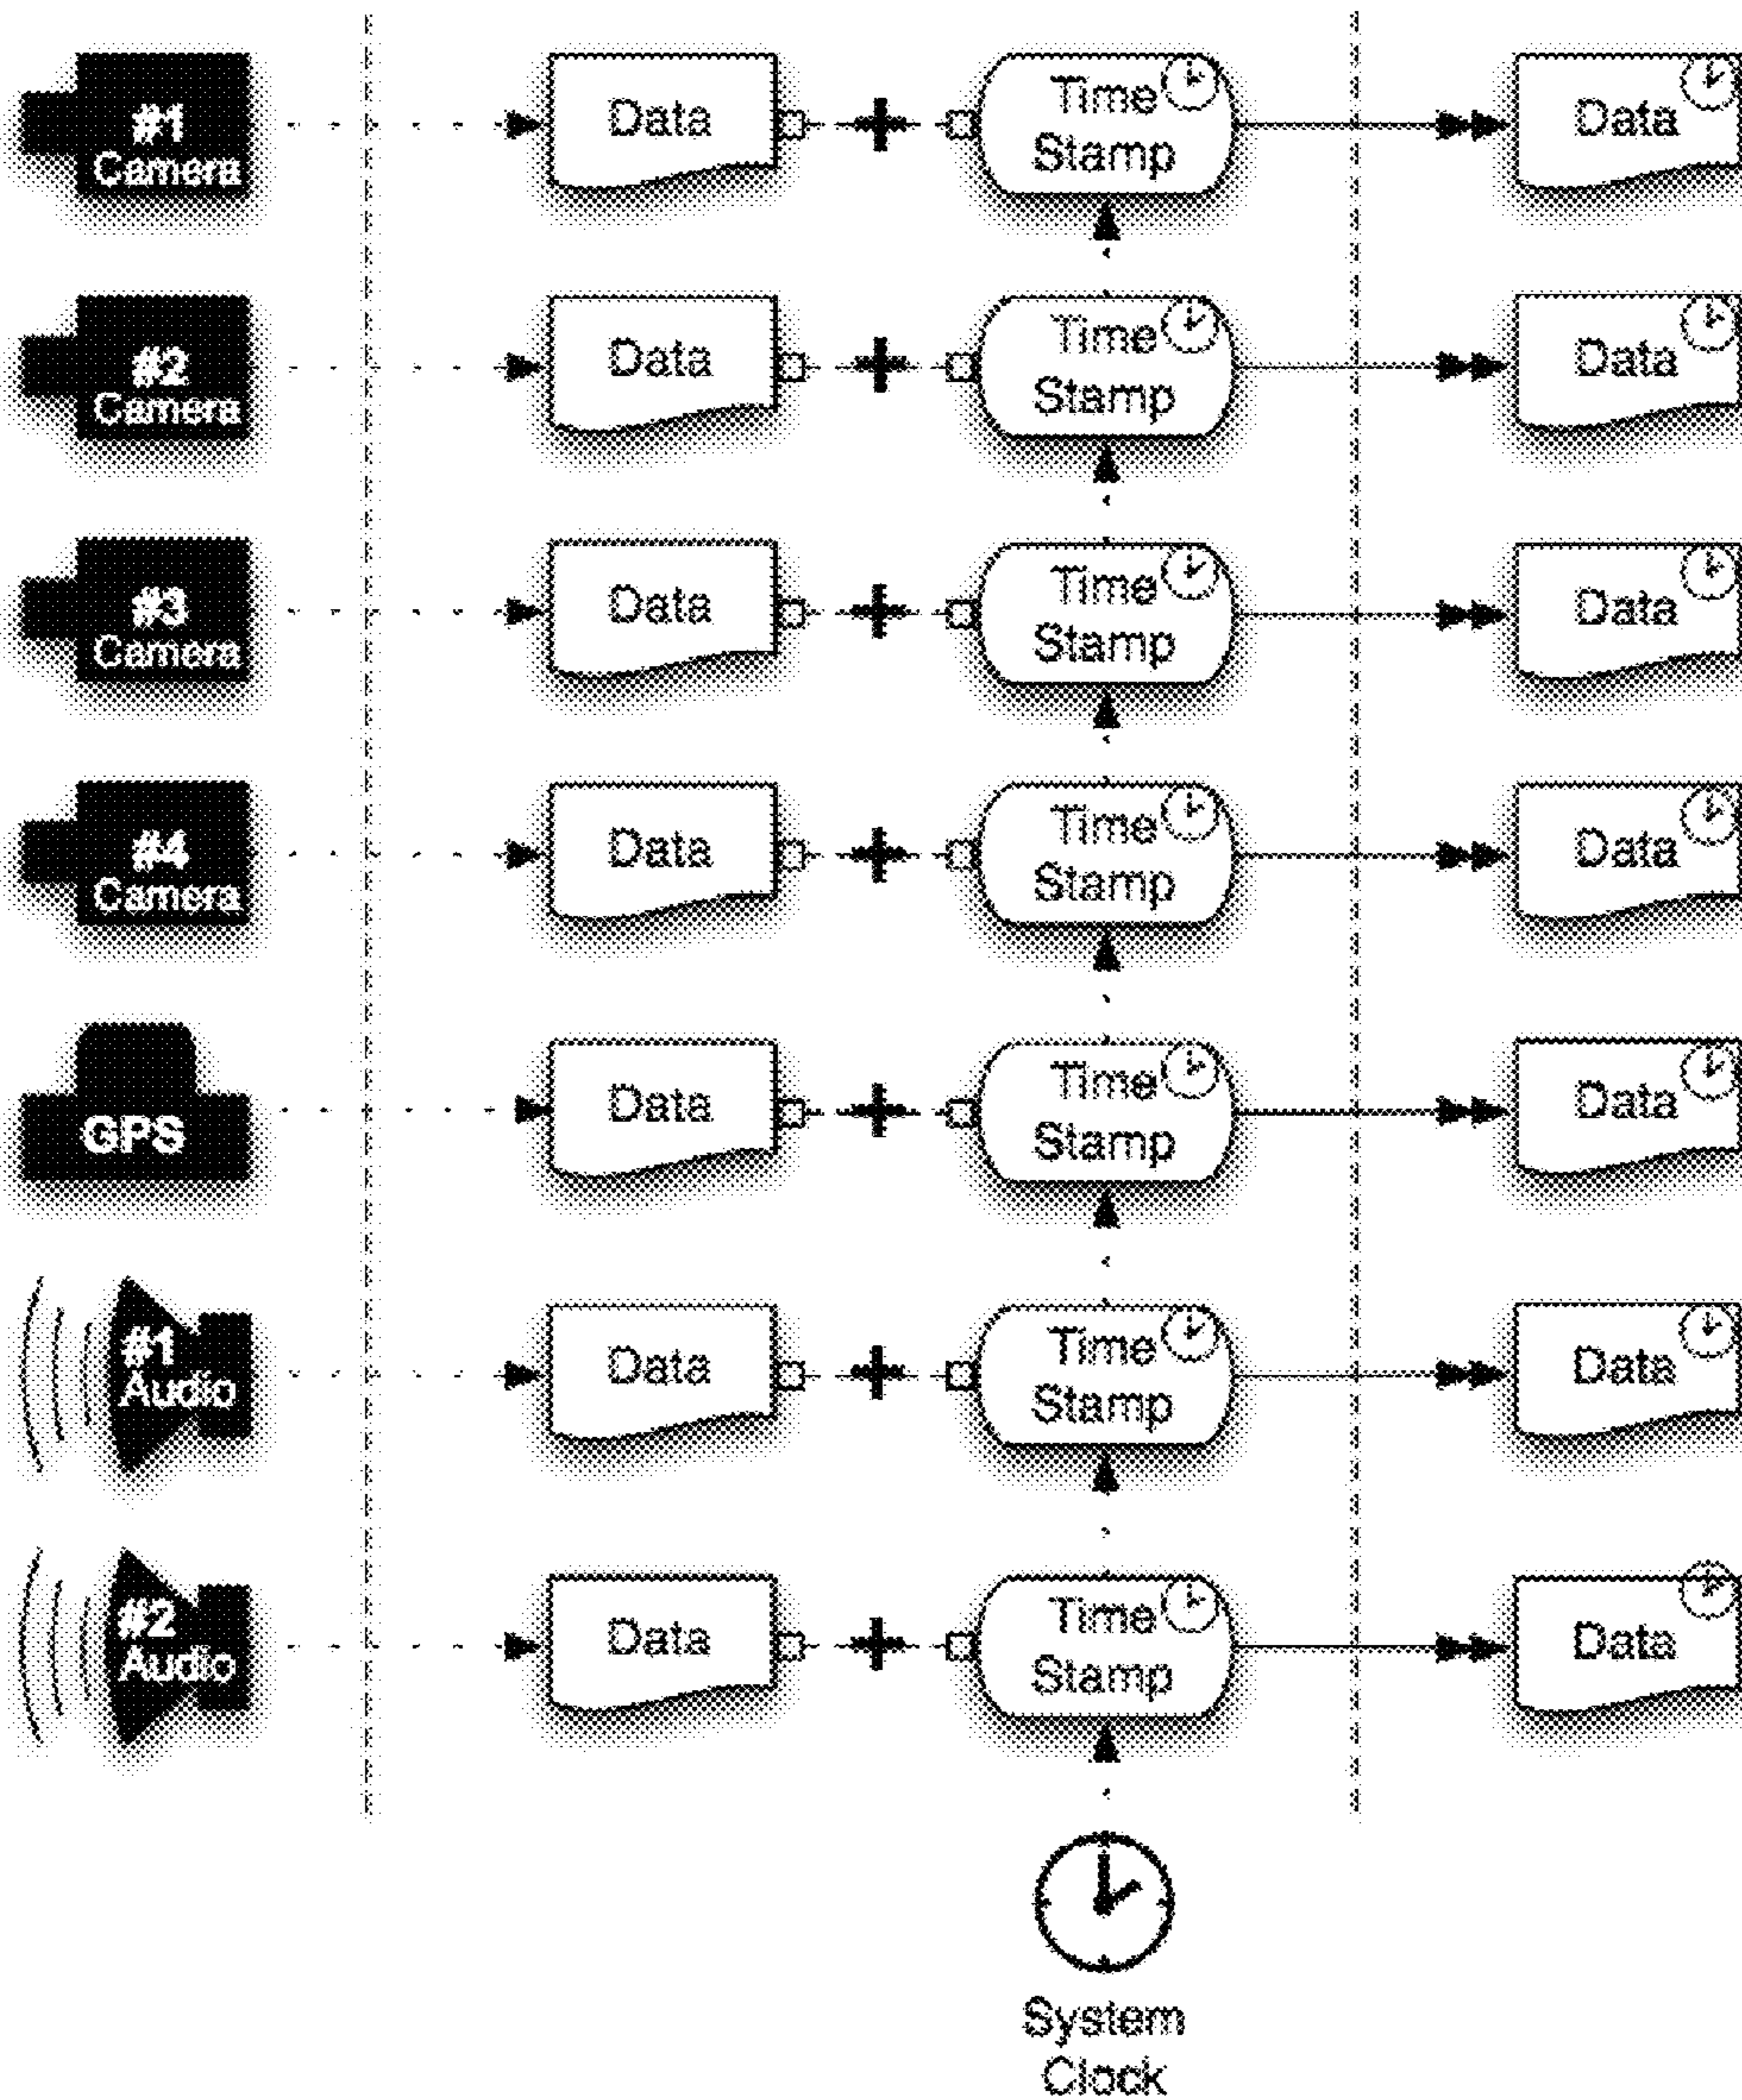 #1
Camera
Data
Time
Stamp
Data
#2
Camera
Data
Time
Stamp
Data
#3
Camera
Data
Time
Stamp
Data
#4
Camera
Data
Time
Stamp
Data
GPS
Data
Time
Stamp
Data
#1
Audio
Data
Time
Stamp
Data
#2
Audio
Data
Time
Stamp
Data
System
Clock